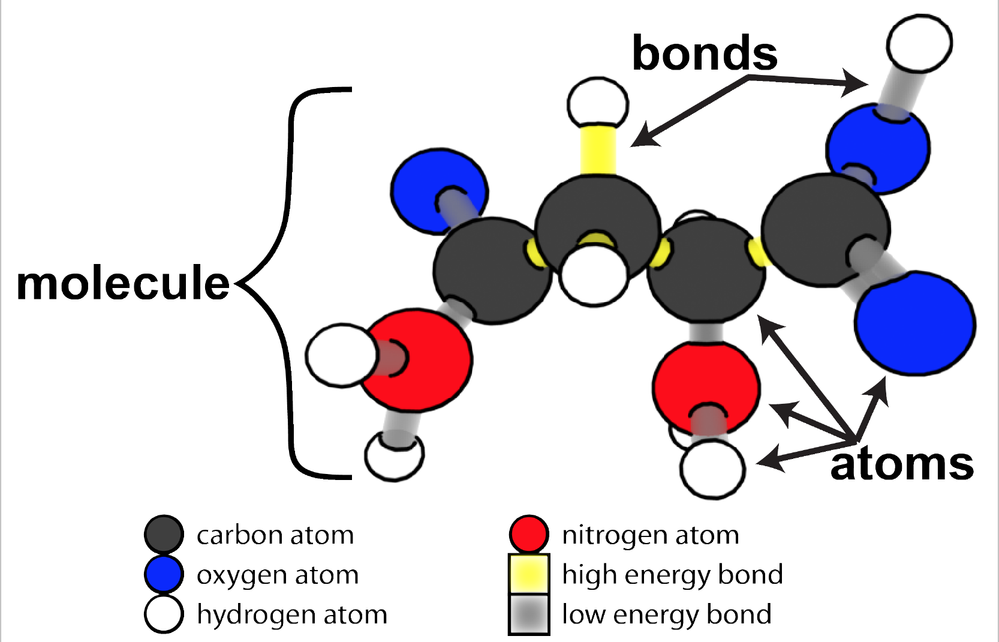 bonds
molecule
atoms
carbon atom
oxygen atom
hydrogen atom
nitrogen atom
high energy bond
low energy bond